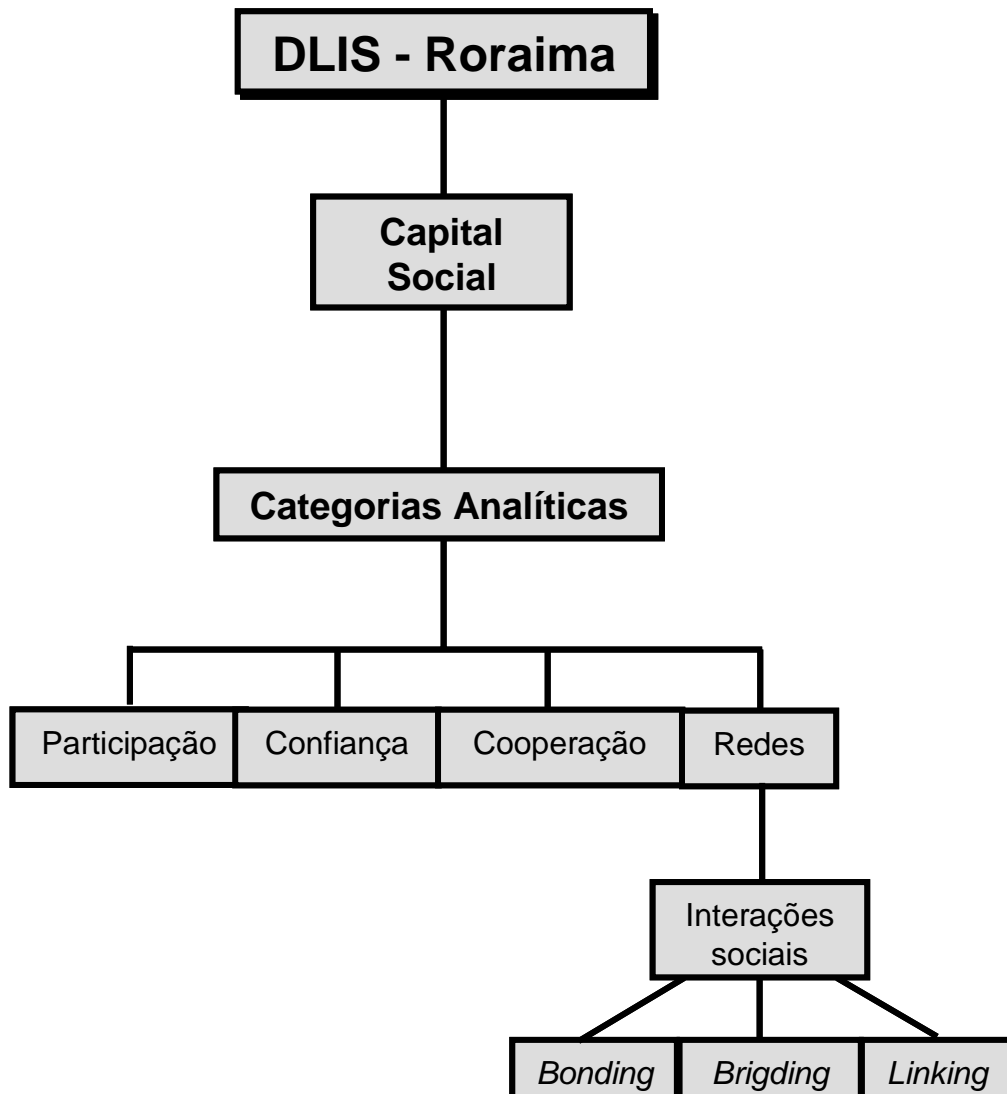 DLIS - Roraima
Capital
Social
Categorias Analíticas
Participação
Confiança
Cooperação
Redes
Interações
sociais
Bonding
Brigding
Linking